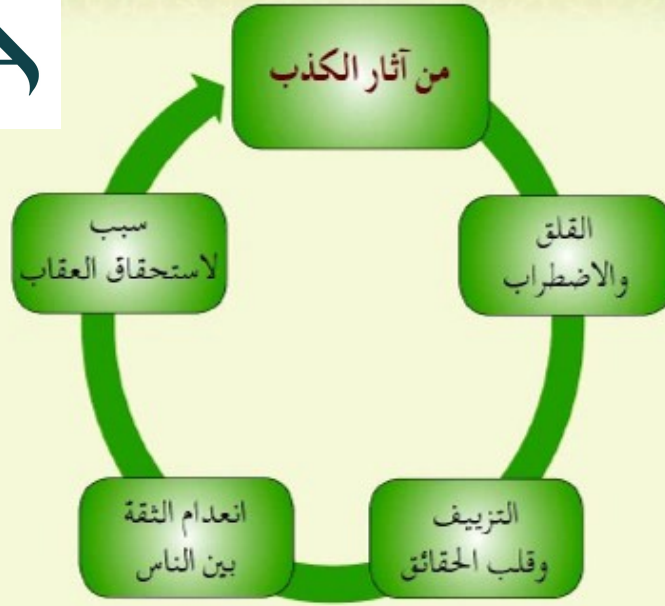 من آثار الكذب
القلق
والاضطراب
التزييف
وقلب الحقائق
انعدام الثقة
بين الناس
سبب
لاستحقاق العقاب